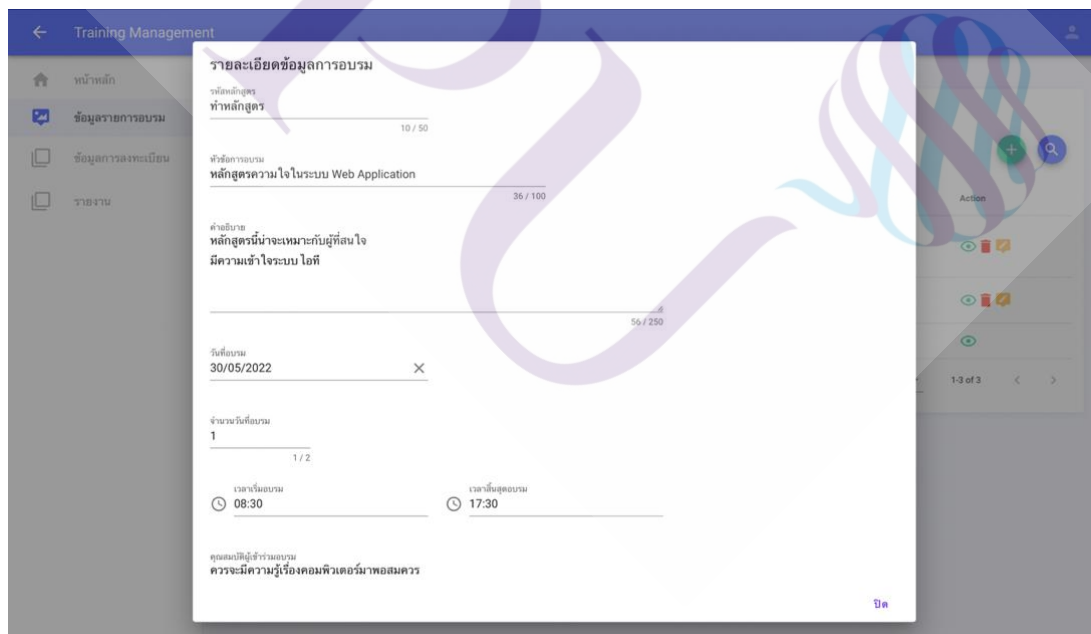 Training Management
หน้าหลัก
ข้อมูลรายการอบรม
ข้อมูลการลงทะเบียน
รายงาน
รายละเอียดข้อมูลการอบรม
รหัสหลักสูตร
ทำหลักสูตร
10 / 50
หัวข้อการอบรม
หลักสูตรความใจในระบบ Web Application
36 / 100
คำอธิบาย
หลักสูตรนี้น่าจะเหมาะกับผู้ที่สนใจ
มีความเข้าใจระบบ ไอที
56 / 250
วันที่อบรม
30/05/2022
จำนวนวันที่อบรม
1
1 / 2
เวลาเริ่มอบรม
08:30
เวลาสิ้นสุดอบรม
17:30
คุณสมบัติผู้เข้าร่วมอบรม
ควรจะมีความรู้เรื่องคอมพิวเตอร์มาพอสมควร
ปิด
Action
1-3 of 3